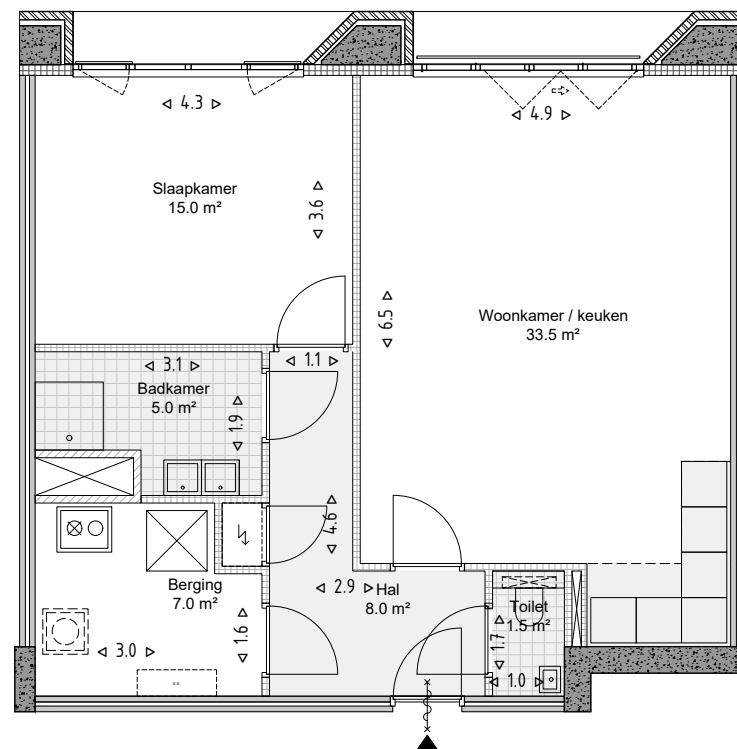 4.3
4.9
Slaapkamer
15.0 m²
3.6
6.5
Woonkamer / keuken
33.5 m²
3.1
1.1
Badkamer
5.0 m²
1.9
4.6
Berging
7.0 m²
2.9
Hal
8.0 m²
Toilet
1.5 m²
1.6
1.7
3.0
1.0